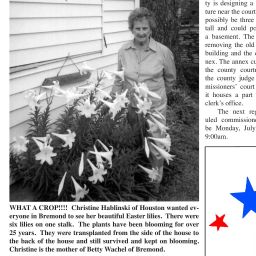 ty is designing a
ture near the court
possibly be three
tall and could po
a basement. The
removing the old
building and the c
nex. The annex cu
the county courtr
the county judge
missioners' court
it houses a part
clerk's office.
The next reg
uled commissione
be Monday, July
9:00am.
WHAT A CROP!!!! Christine Hablinski of Houston wanted ev-
eryone in Bremond to see her beautiful Easter lilies. There were
six lilies on one stalk. The plants have been blooming for over
25 years. They were transplanted from the side of the house to
the back of the house and still survived and kept on blooming.
Christine is the mother of Betty Wachel of Bremond.